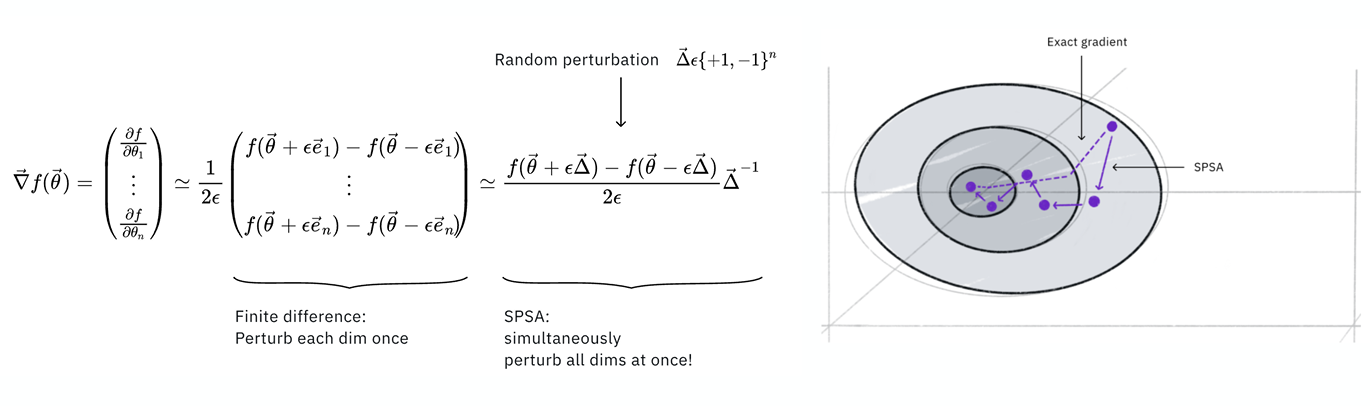 Random perturbation $\vec{\Delta}\epsilon\{+1,-1\}^n$
$\vec{\nabla} f(\vec{\theta}) = \begin{pmatrix} \frac{\partial f}{\partial \theta_1} \\ \vdots \\ \frac{\partial f}{\partial \theta_n} \end{pmatrix} \simeq \frac{1}{2\epsilon} \begin{pmatrix} f(\vec{\theta} + \epsilon \vec{e}_1) - f(\vec{\theta} - \epsilon \vec{e}_1) \\ \vdots \\ f(\vec{\theta} + \epsilon \vec{e}_n) - f(\vec{\theta} - \epsilon \vec{e}_n) \end{pmatrix} \simeq \frac{f(\vec{\theta} + \epsilon \vec{\Delta}) - f(\vec{\theta} - \epsilon \vec{\Delta})}{2\epsilon} \vec{\Delta}^{-1}$
Finite difference:
Perturb each dim once
SPSA:
simultaneously
perturb all dims at once!
Exact gradient
SPSA